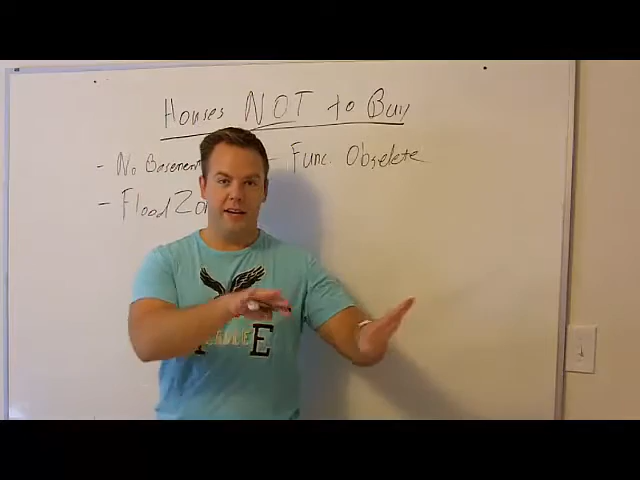 Houses NOT to Buy
- No Basement - Func. Obselete
- Flood Zo
E